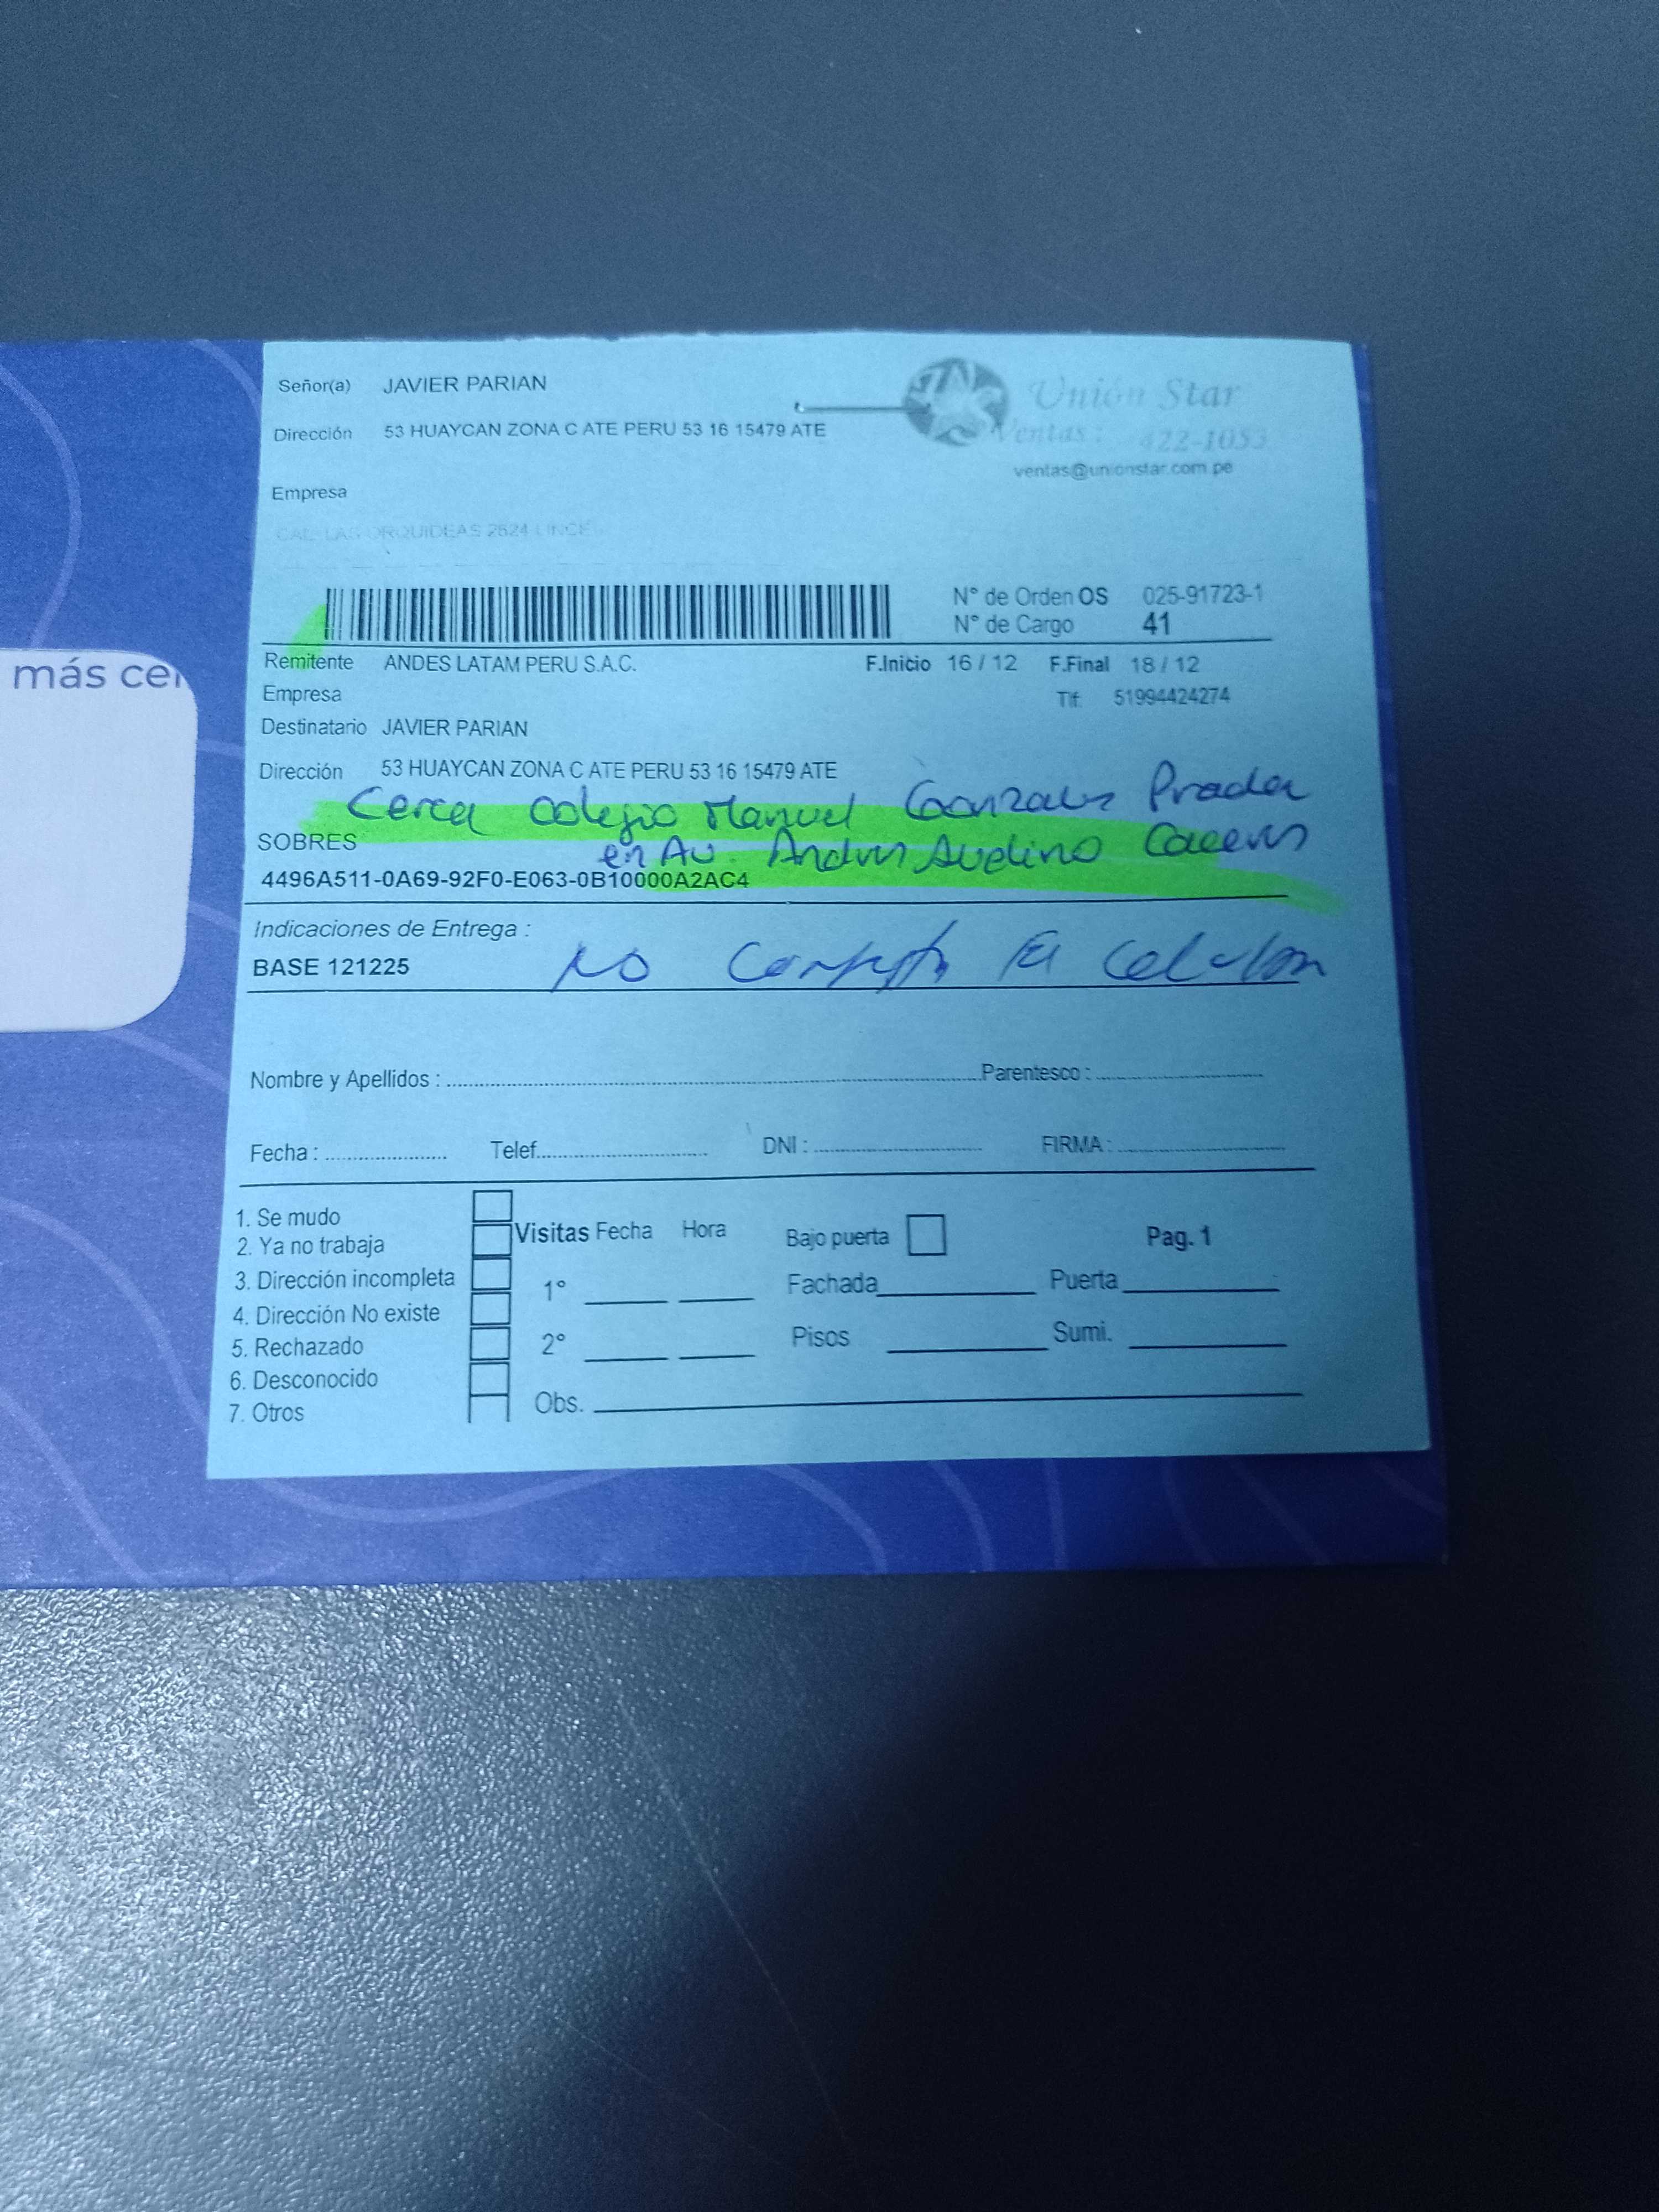 más cer
Señor(a) JAVIER PARIAN
Unión Star
Dirección 53 HUAYCAN ZONA C ATE PERU 53 16 15479 ATE
Ventas: 422-1053
ventas@unionstar.com.pe
Empresa
CAL LAS ORQUIDEAS 2624 LINCE
N° de Orden OS 025-91723-1
N° de Cargo 41
Remitente ANDES LATAM PERU S.A.C. F.Inicio 16 / 12 F.Final 18 / 12
Empresa Tlf. 51994424274
Destinatario JAVIER PARIAN
Dirección 53 HUAYCAN ZONA C ATE PERU 53 16 15479 ATE
Cerca Colegio Manuel Gonzales Prada
SOBRES en Av. Andres Avelino Caceres
4496A511-0A69-92F0-E063-0B10000A2AC4
Indicaciones de Entrega :
BASE 121225 No Contesta El Celular
Nombre y Apellidos : Parentesco :
Fecha : Telef. DNI : FIRMA :
1. Se mudo
2. Ya no trabaja Visitas Fecha Hora Bajo puerta Pag. 1
3. Dirección incompleta 1° Fachada Puerta
4. Dirección No existe
5. Rechazado 2° Pisos Sumi.
6. Desconocido
7. Otros Obs.